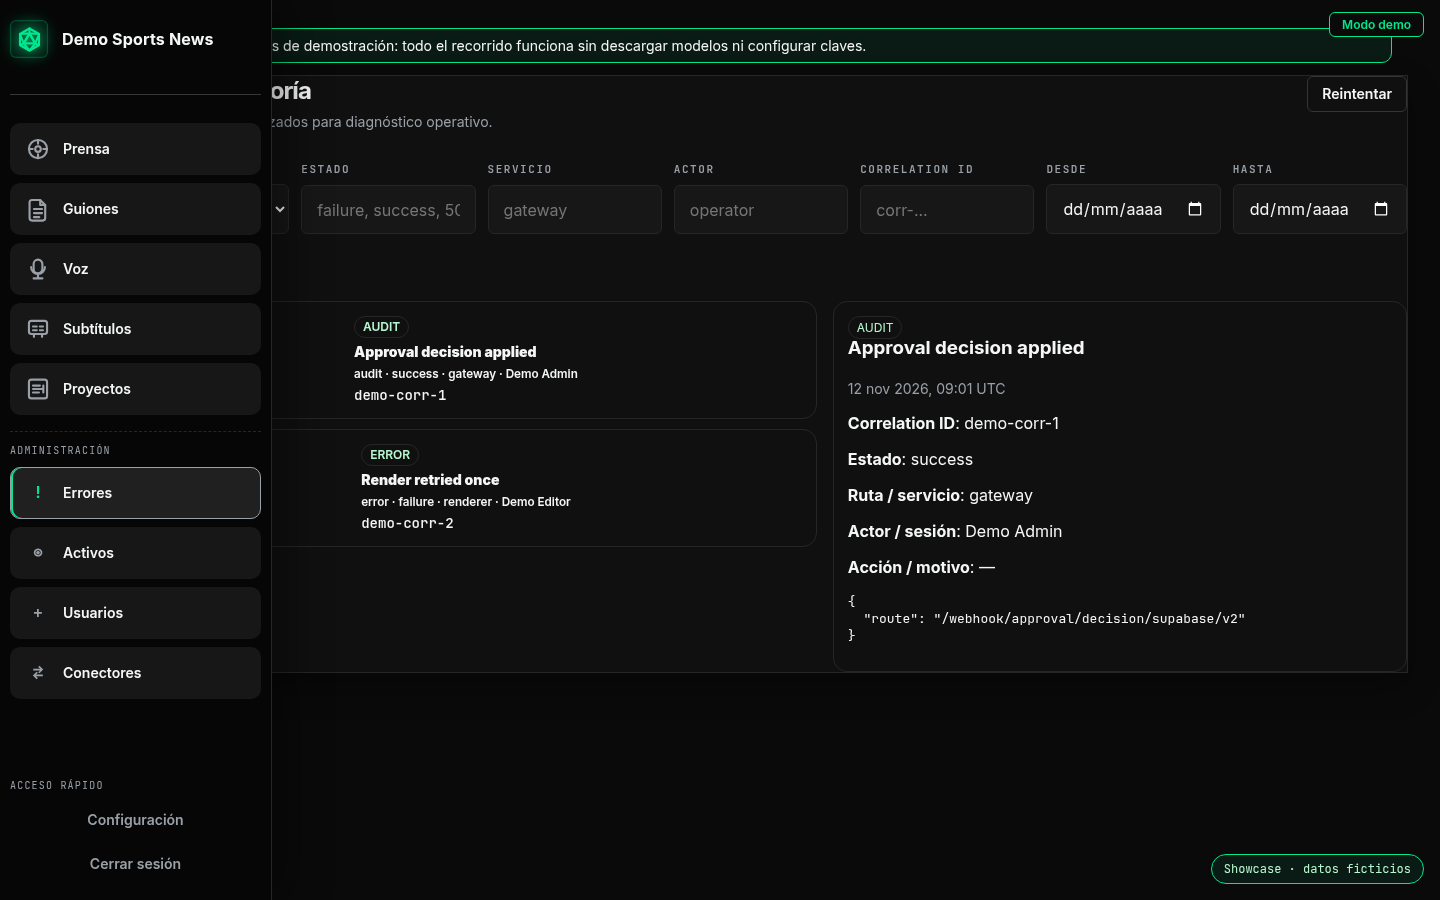 Demo Sports News
Prensa
Guiones
Voz
Subtítulos
Proyectos
ADMINISTRACIÓN
! Errores
Activos
+ Usuarios
Conectores
ACCESO RÁPIDO
Configuración
Cerrar sesión
Modo demo
s de demostración: todo el recorrido funciona sin descargar modelos ni configurar claves.
oría
Reintentar
zados para diagnóstico operativo.
ESTADO
failure, success, 50
SERVICIO
gateway
ACTOR
operator
CORRELATION ID
corr-...
DESDE
dd/mm/aaaa
HASTA
dd/mm/aaaa
AUDIT
Approval decision applied
audit · success · gateway · Demo Admin
demo-corr-1
ERROR
Render retried once
error · failure · renderer · Demo Editor
demo-corr-2
AUDIT
Approval decision applied
12 nov 2026, 09:01 UTC
Correlation ID: demo-corr-1
Estado: success
Ruta / servicio: gateway
Actor / sesión: Demo Admin
Acción / motivo: —
{
"route": "/webhook/approval/decision/supabase/v2"
}
Showcase · datos ficticios